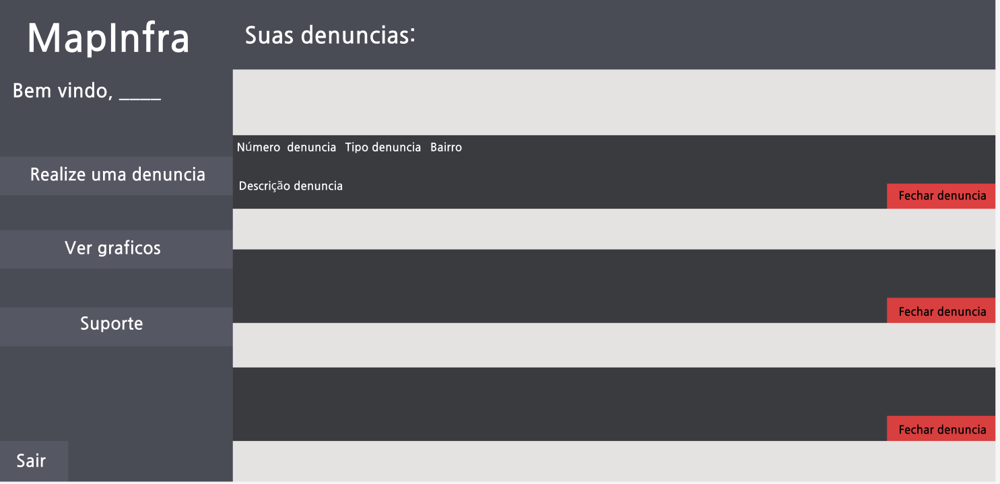 MapInfra
Bem vindo, ____
Realize uma denuncia
Ver graficos
Suporte
Sair
Suas denuncias:
Número denuncia Tipo denuncia Bairro
Descrição denuncia
Fechar denuncia
Fechar denuncia
Fechar denuncia